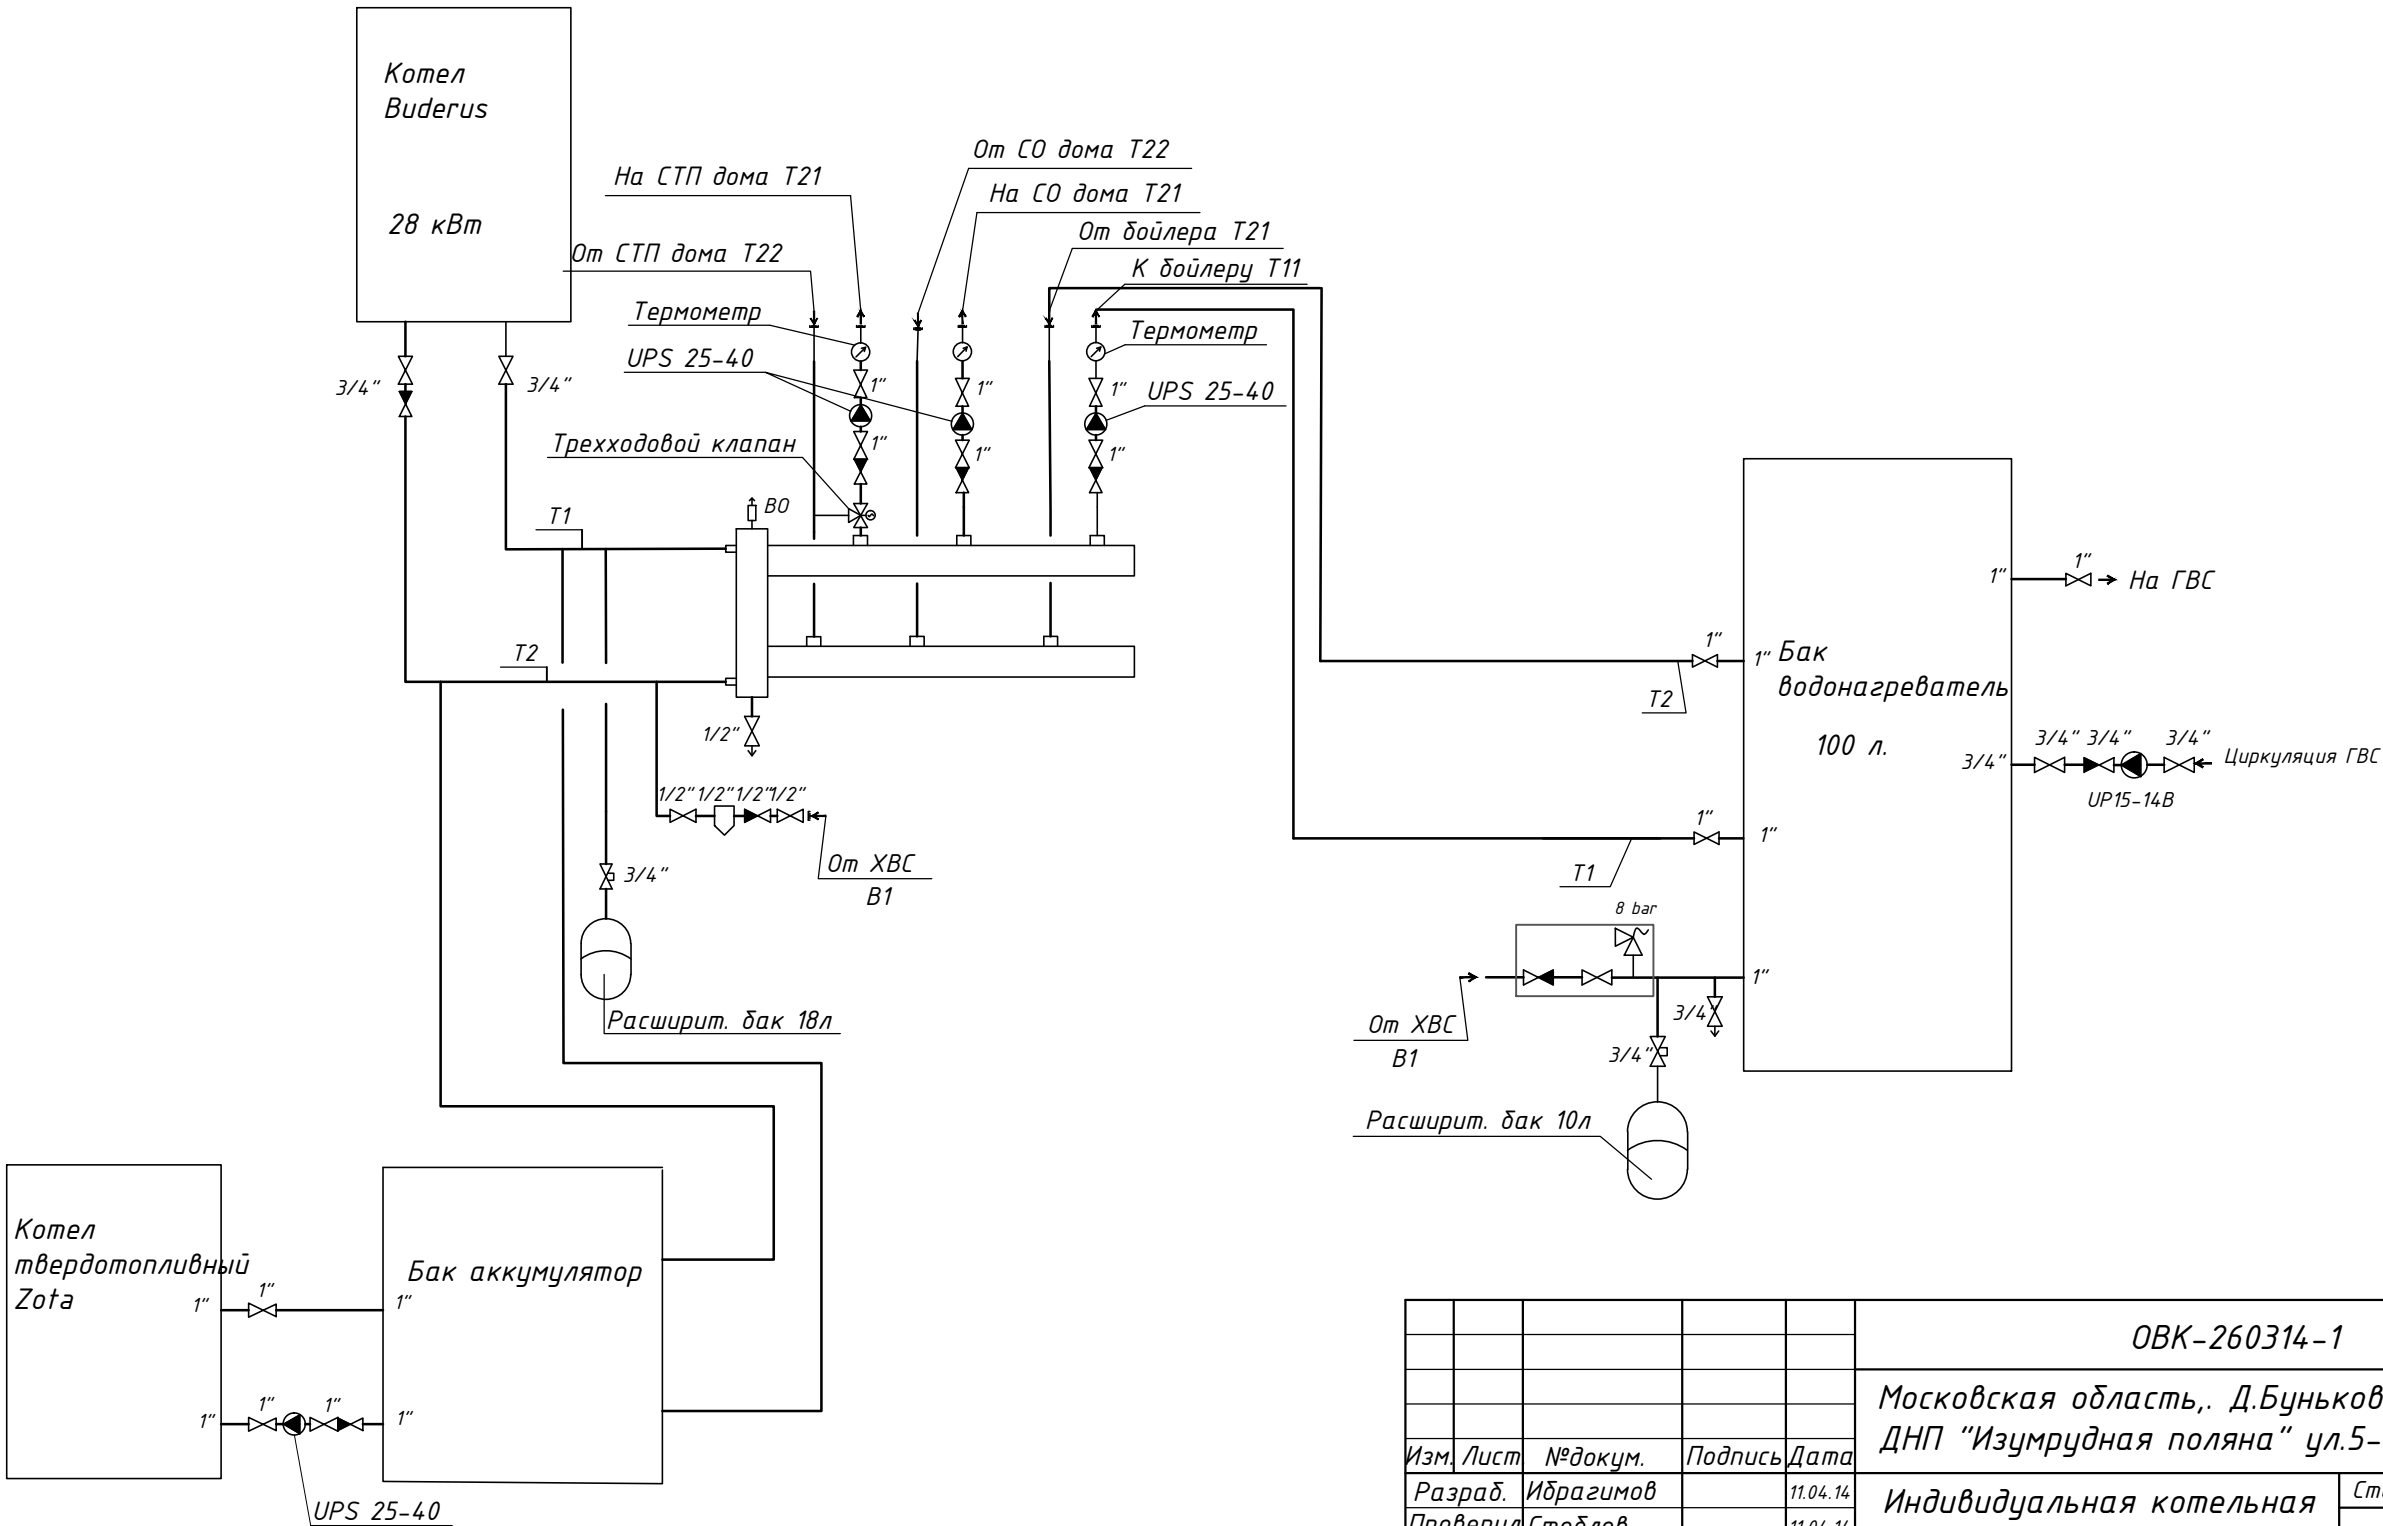 Котел
Buderus
28 кВт
От СО дома Т22
На СТП дома Т21
На СО дома Т21
От бойлера Т21
От СТП дома Т22
К бойлеру Т11
Термометр
Термометр
UPS 25-40
3/4"
3/4"
1"
1"
1"
UPS 25-40
Трехходовой клапан
1"
1"
1"
ВО
Т1
Т2
1/2"
1/2" 1/2" 1/2" 1/2"
От ХВС
В1
3/4"
Расширит. бак 18л
1"
1"
На ГВС
1"
1"
Бак
водонагреватель
100 л.
Т2
3/4"
3/4" 3/4" 3/4"
Циркуляция ГВС
UP15-14B
1"
1"
Т1
8 bar
1"
От ХВС
В1
3/4"
3/4"
Расширит. бак 10л
Котел
твердотопливный
Zota
Бак аккумулятор
1"
1"
1"
1"
1"
1"
1"
UPS 25-40
ОВК-260314-1
Московская область,. Д.Буньков
ДНП "Изумрудная поляна" ул.5-
Изм. Лист №докум. Подпись Дата
Разраб. Ибрагимов 11.04.14
Индивидуальная котельная
Проверил 11.04.14